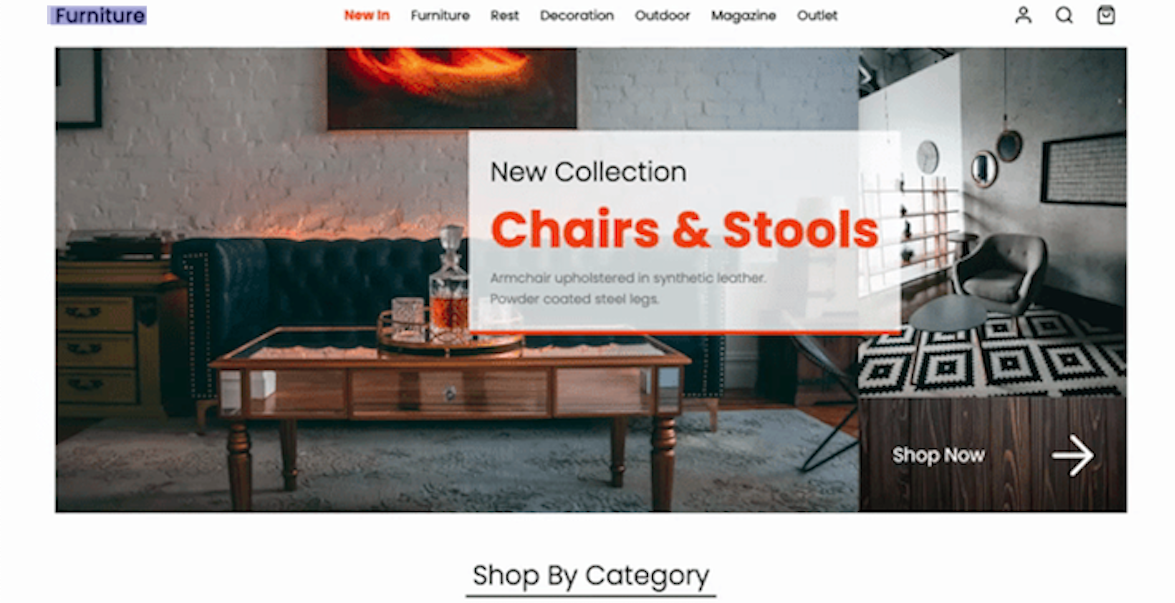 Furniture
New In Furniture Rest Decoration Outdoor Magazine Outlet
New Collection
Chairs & Stools
Armchair upholstered in synthetic leather.
Powder coated steel legs.
Shop Now
Shop By Category